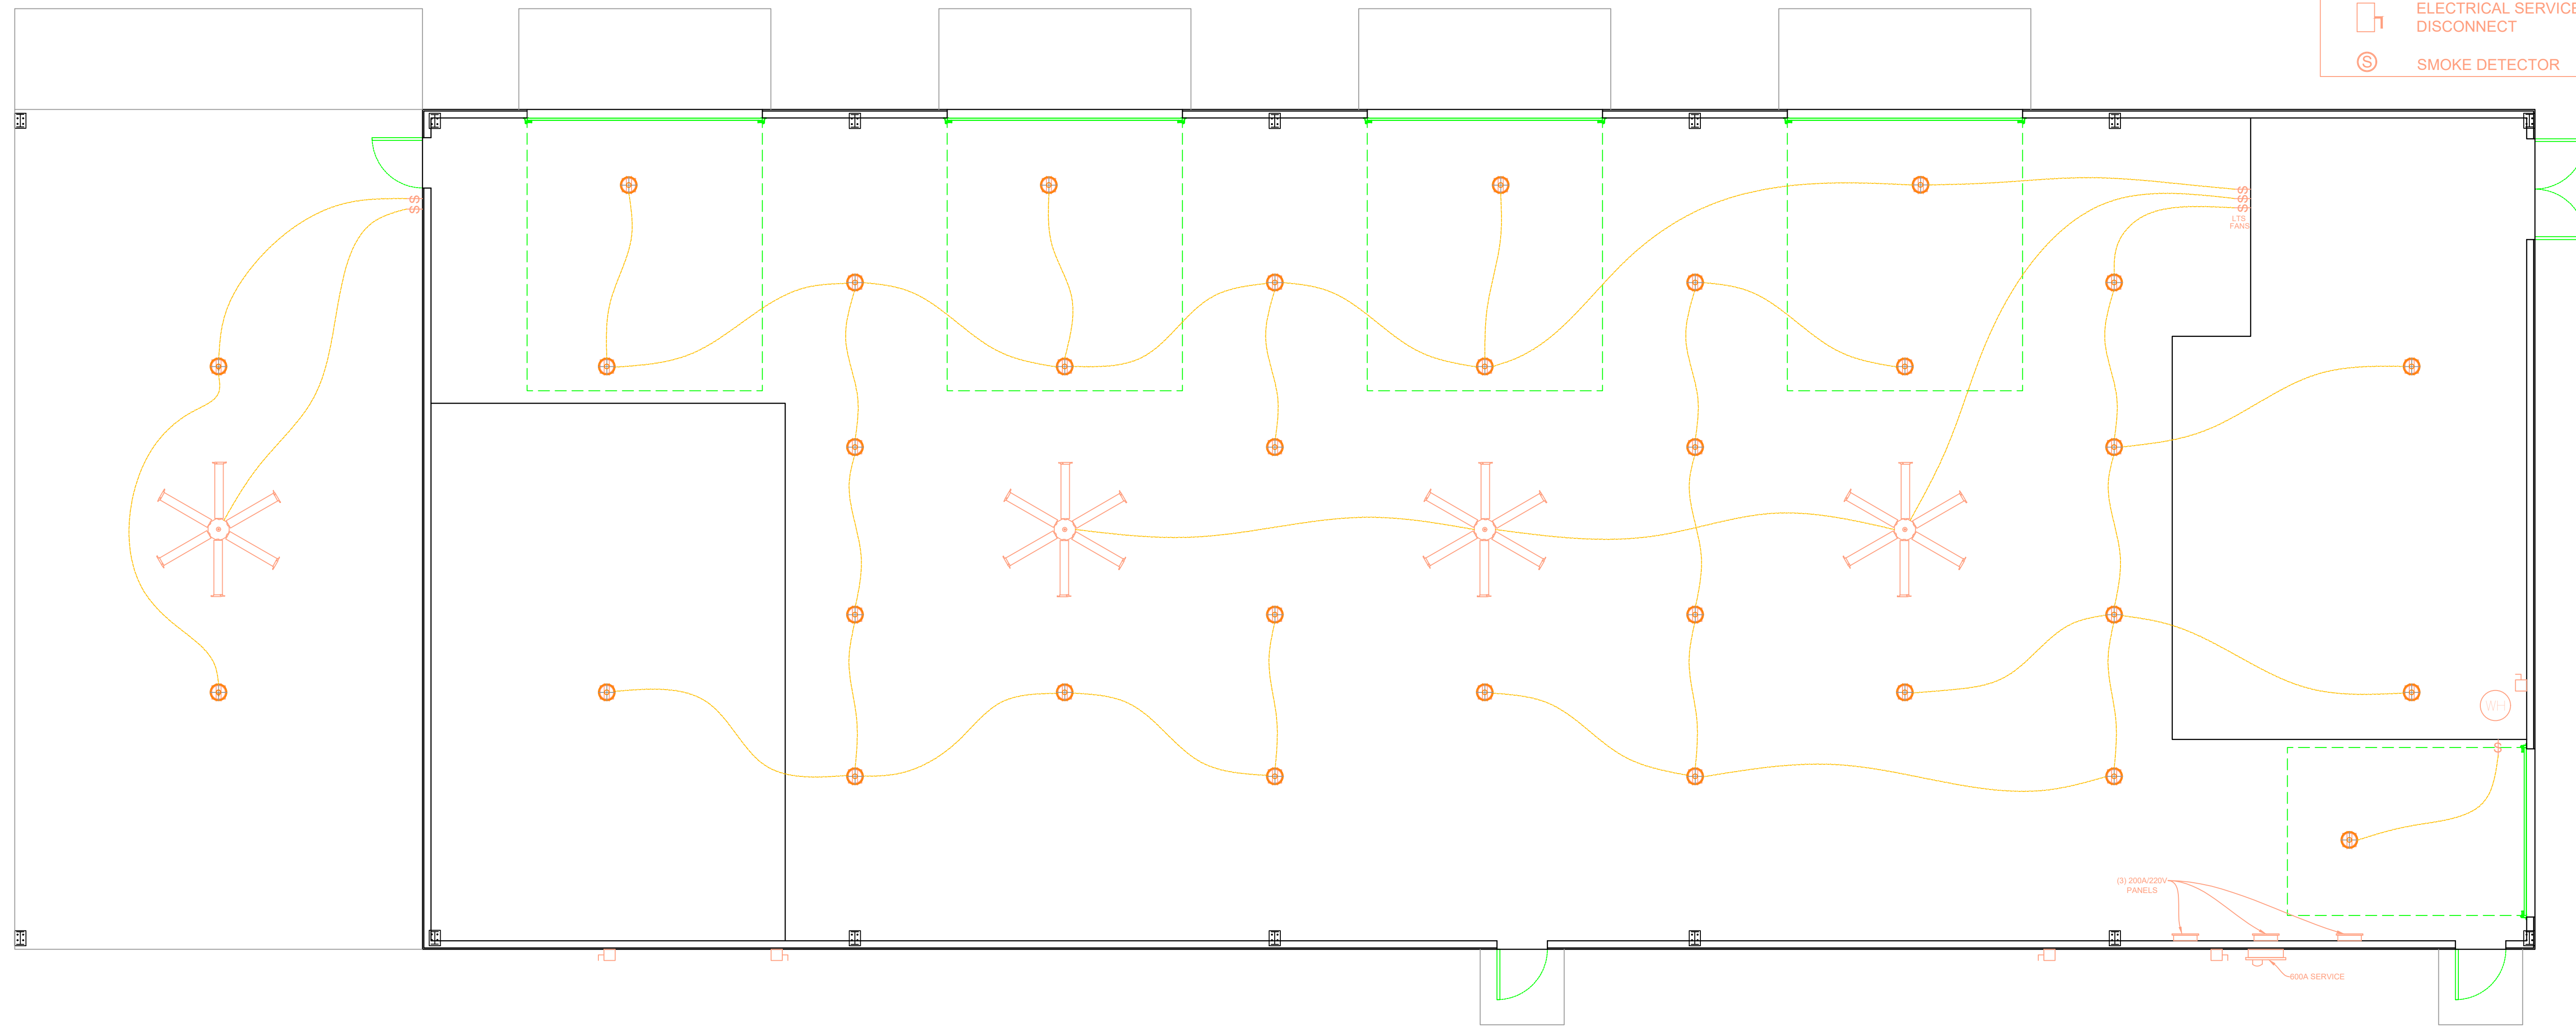 ELECTRICAL SERVICE
DISCONNECT
S
SMOKE DETECTOR
$
$
$
$
$
LTS
FANS
WH
$
(3) 200A/220V
PANELS
600A SERVICE